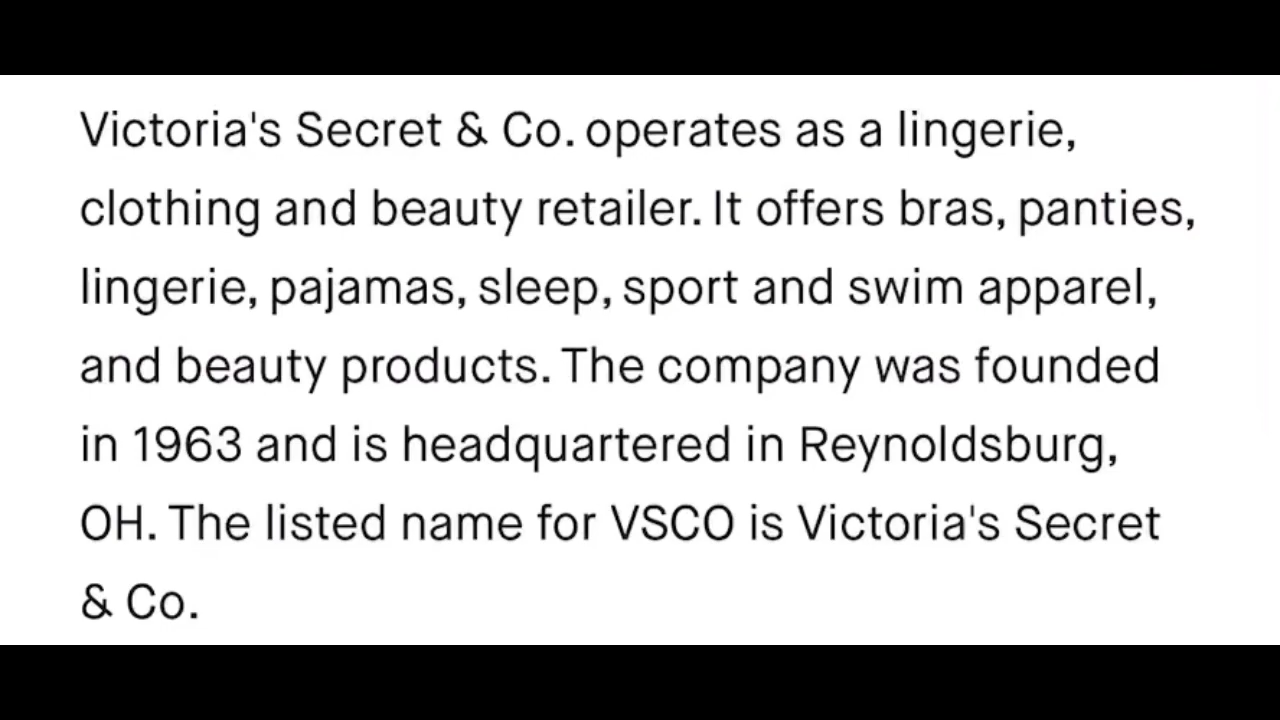 Victoria's Secret & Co. operates as a lingerie,
clothing and beauty retailer. It offers bras, panties,
lingerie, pajamas, sleep, sport and swim apparel,
and beauty products. The company was founded
in 1963 and is headquartered in Reynoldsburg,
OH. The listed name for VSCO is Victoria's Secret
& Co.